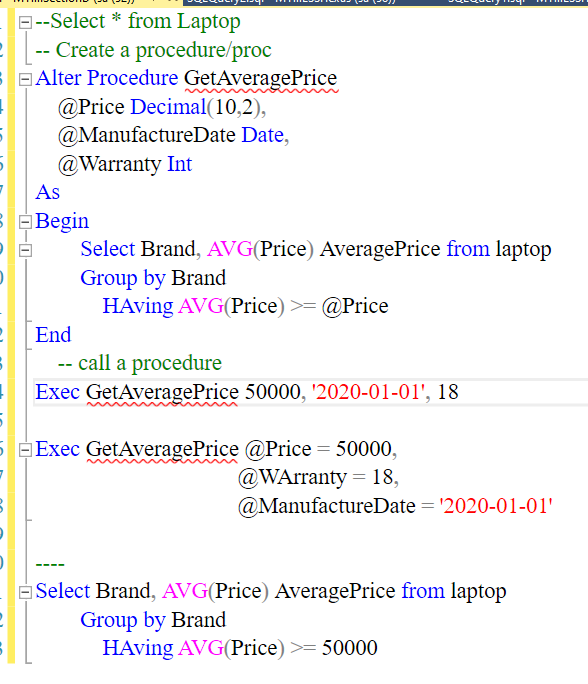 --Select * from Laptop
-- Create a procedure/proc
Alter Procedure GetAveragePrice
@Price Decimal(10,2),
@ManufactureDate Date,
@Warranty Int
As
Begin
Select Brand, AVG(Price) AveragePrice from laptop
Group by Brand
HAving AVG(Price) >= @Price
End
-- call a procedure
Exec GetAveragePrice 50000, '2020-01-01', 18
Exec GetAveragePrice @Price = 50000,
@WArranty = 18,
@ManufactureDate = '2020-01-01'
----
Select Brand, AVG(Price) AveragePrice from laptop
Group by Brand
HAving AVG(Price) >= 50000